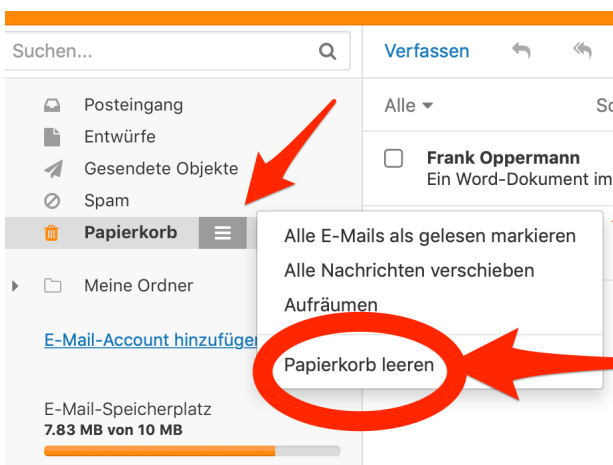 Suchen...
Verfassen
Posteingang
Entwürfe
Gesendete Objekte
Spam
Papierkorb
Meine Ordner
E-Mail-Account hinzufüge
E-Mail-Speicherplatz
7.83 MB von 10 MB
Alle
Frank Oppermann
Ein Word-Dokument im
Alle E-Mails als gelesen markieren
Alle Nachrichten verschieben
Aufräumen
Papierkorb leeren